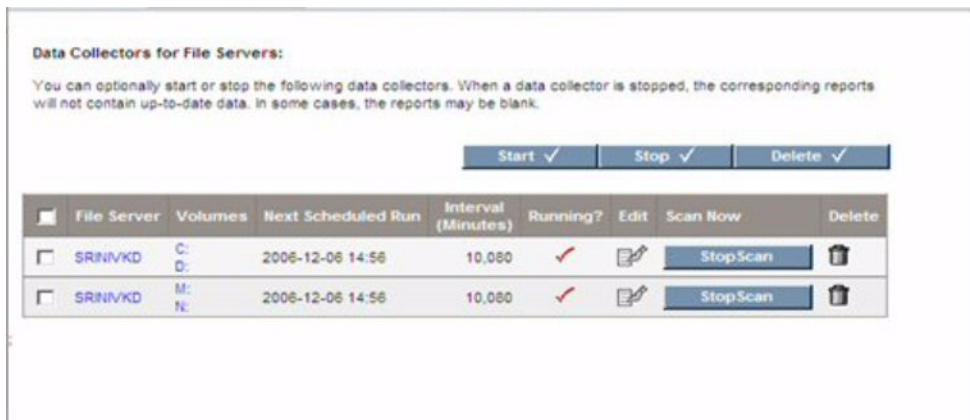 Data Collectors for File Servers:
You can optionally start or stop the following data collectors. When a data collector is stopped, the corresponding reports
will not contain up-to-date data. In some cases, the reports may be blank.
Start Stop Delete
File Server Volumes Next Scheduled Run Interval (Minutes) Running? Edit Scan Now Delete
SRINIVKD C: D: 2006-12-06 14:56 10,080 StopScan
SRINIVKD M: N: 2006-12-06 14:56 10,080 StopScan